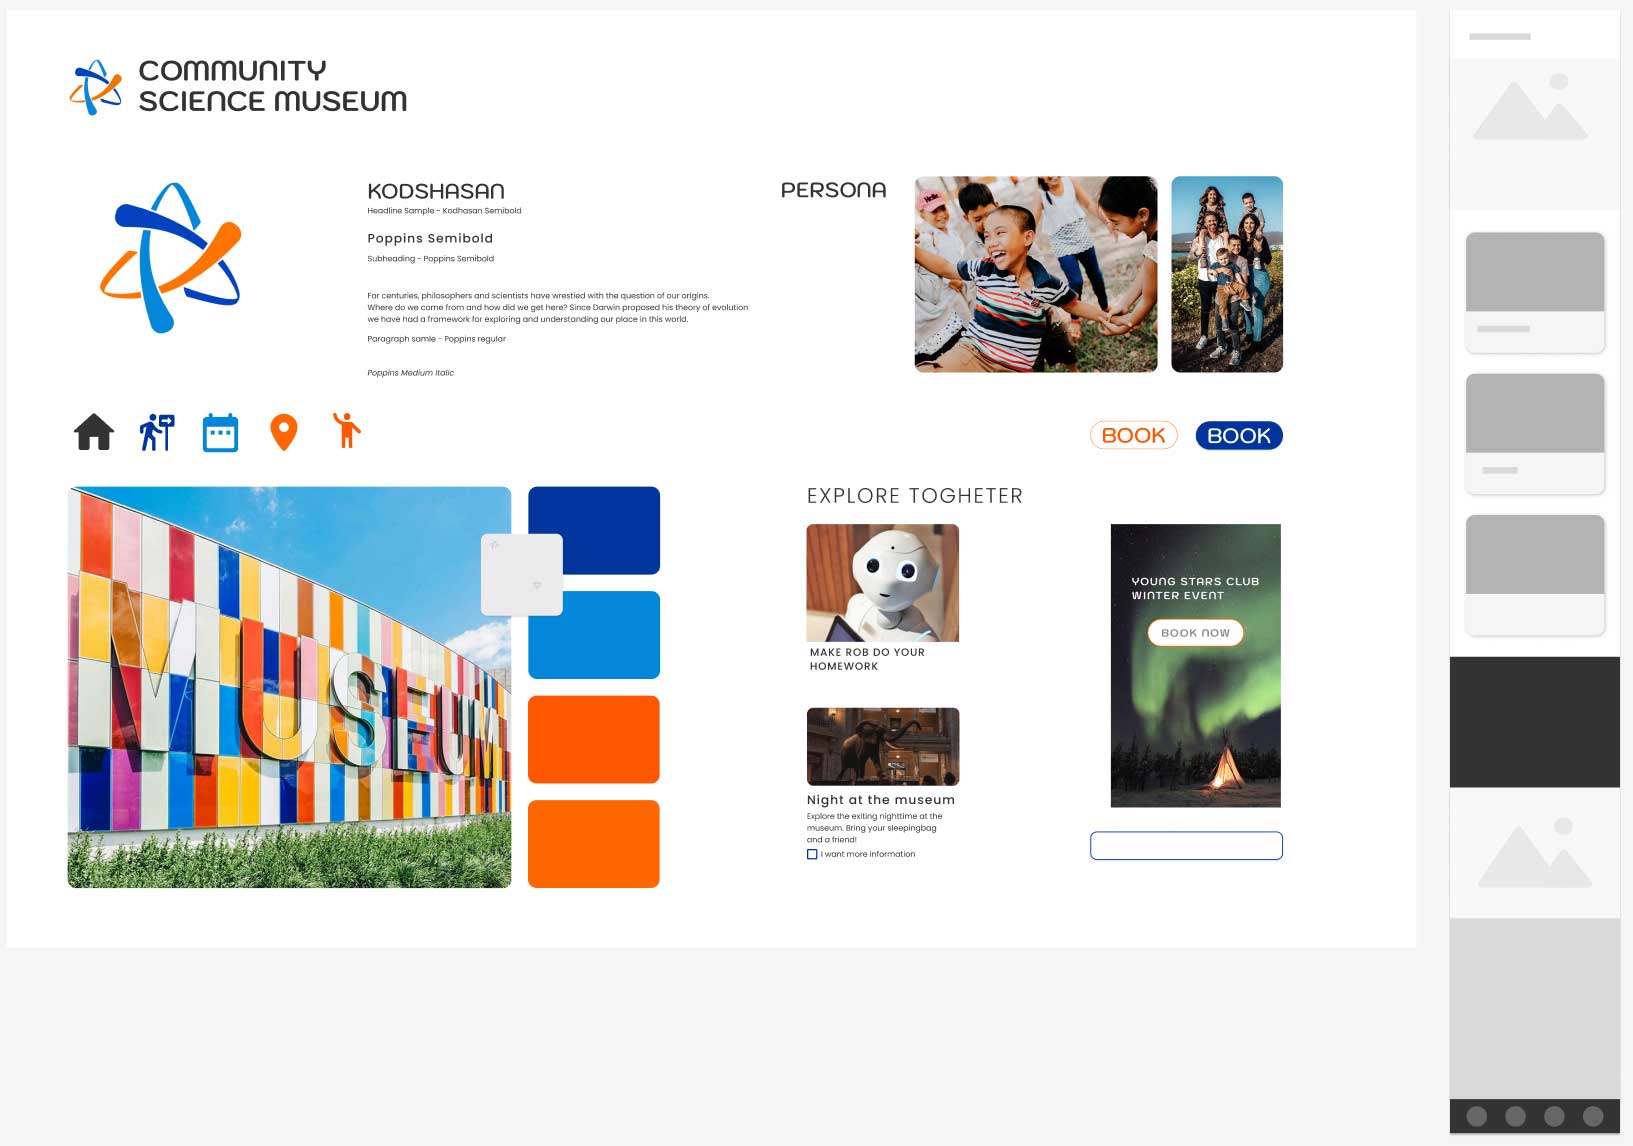 COMMUNITY
SCIENCE MUSEUM
KODSHASAN
Headline Sample - Kodhasan Semibold
Poppins Semibold
Subheading - Poppins Semibold
For centuries, philosophers and scientists have wrestled with the question of our origins.
Where do we come from and how did we get here? Since Darwin proposed his theory of evolution
we have had a framework for exploring and understanding our place in this world.
Paragraph samle - Poppins regular
Poppins Medium Italic
PERSONA
BOOK
BOOK
MUSEUM
EXPLORE TOGHETER
MAKE ROB DO YOUR
HOMEWORK
Night at the museum
Explore the exiting nighttime at the
museum. Bring your sleepingbag
and a friend!
I want more information
YOUNG STARS CLUB
WINTER EVENT
BOOK NOW